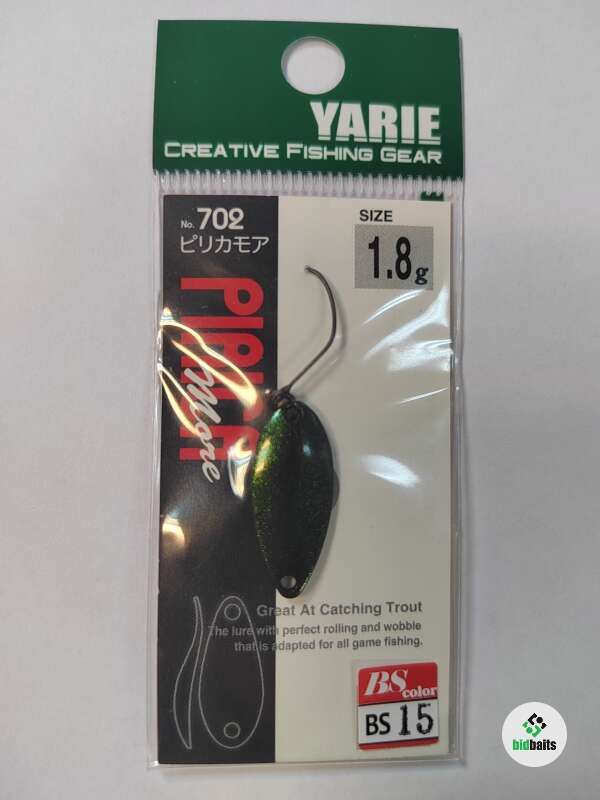 YARIE
CREATIVE FISHING GEAR
No. 702
ピリカモア
SIZE
1.8g
PIRICA
More
Great At Catching Trout
The lure with perfect rolling and wobble
that is adapted for all game fishing.
BS color
BS 15
bidbaits